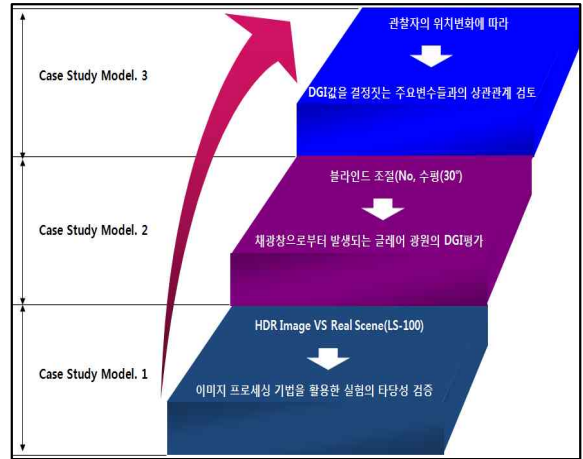 Case Study Model. 3
관찰자의 위치변화에 따라
DGI값을 결정짓는 주요변수들과의 상관관계 검토
Case Study Model. 2
블라인드 조절(No, 수평(30°)
채광창으로부터 발생되는 글레어 광원의 DGI평가
Case Study Model. 1
HDR Image VS Real Scene(LS-100)
이미지 프로세싱 기법을 활용한 실험의 타당성 검증